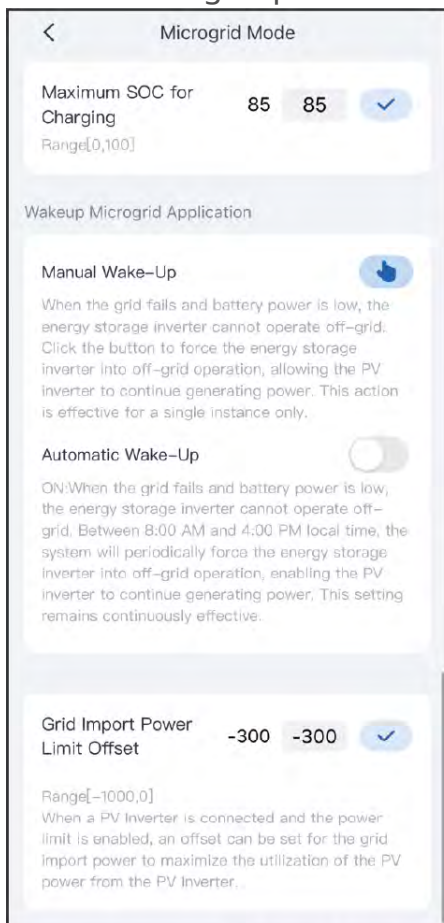 Microgrid Mode
Maximum SOC for
Charging
85 85
Range[0,100]
Wakeup Microgrid Application
Manual Wake-Up
When the grid fails and battery power is low, the
energy storage inverter cannot operate off-grid.
Click the button to force the energy storage
inverter into off-grid operation, allowing the PV
inverter to continue generating power. This action
is effective for a single instance only.
Automatic Wake-Up
ON:When the grid fails and battery power is low,
the energy storage inverter cannot operate off-
grid. Between 8:00 AM and 4:00 PM local time, the
system will periodically force the energy storage
inverter into off-grid operation, enabling the PV
inverter to continue generating power. This setting
remains continuously effective.
Grid Import Power
Limit Offset
-300 -300
Range[-1000,0]
When a PV Inverter is connected and the power
limit is enabled, an offset can be set for the grid
import power to maximize the utilization of the PV
power from the PV Inverter.